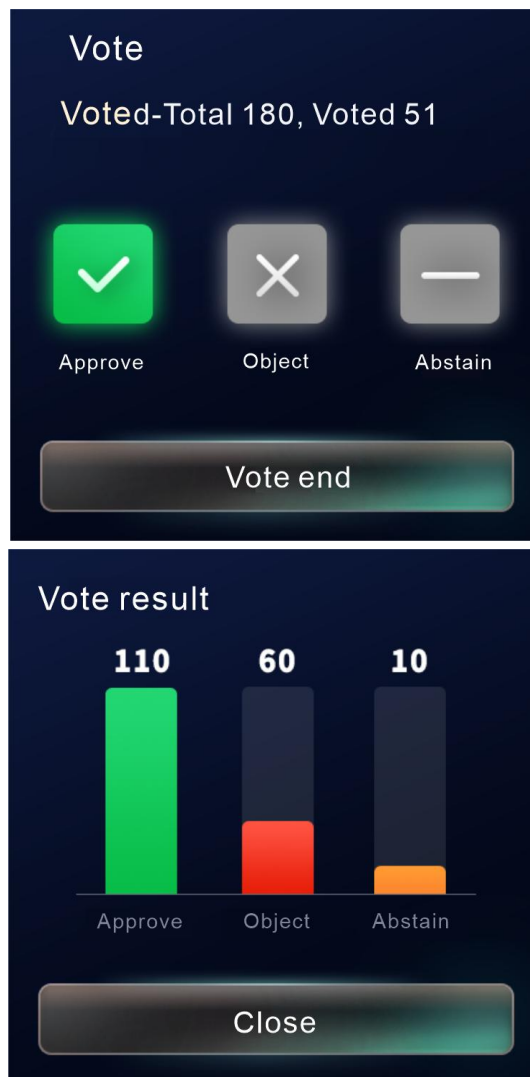 Vote
Voted-Total 180, Voted 51
Approve Object Abstain
Vote end
Vote result
110 60 10
Approve Object Abstain
Close